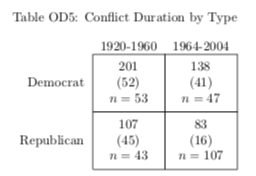 Table OD5: Conflict Duration by Type
1920-1960 1964-2004
Democrat
201 138
(52) (41)
n = 53 n = 47
Republican
107 83
(45) (16)
n = 43 n = 107